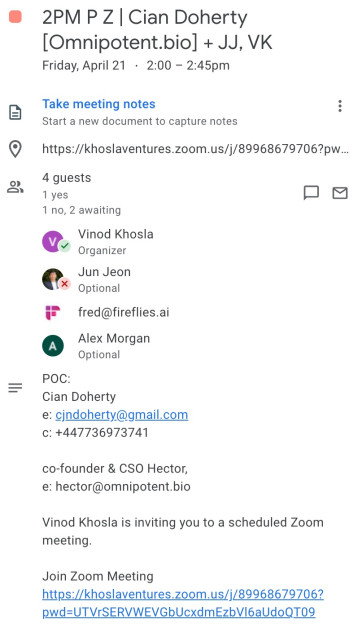 2PM P Z | Cian Doherty
[Omnipotent.bio] + JJ, VK
Friday, April 21 · 2:00 – 2:45pm
Take meeting notes
Start a new document to capture notes
https://khoslaventures.zoom.us/j/89968679706?pw...
4 guests
1 yes
1 no, 2 awaiting
V
Vinod Khosla
Organizer
Jun Jeon
Optional
fred@fireflies.ai
A
Alex Morgan
Optional
POC:
Cian Doherty
e: cjndoherty@gmail.com
c: +447736973741
co-founder & CSO Hector,
e: hector@omnipotent.bio
Vinod Khosla is inviting you to a scheduled Zoom
meeting.
Join Zoom Meeting
https://khoslaventures.zoom.us/j/89968679706?
pwd=UTVrSERVWEVGbUcxdmEzbVl6aUdoQT09